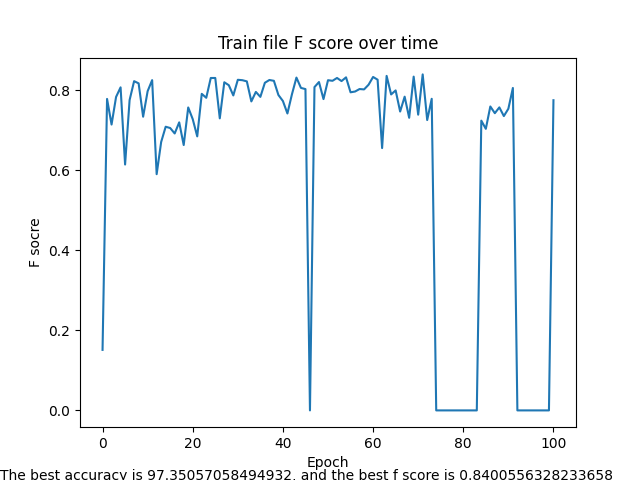 Train file F score over time
F socre
0.8
0.6
0.4
0.2
0.0
0 20 40 60 80 100
Epoch
The best accuracy is 97.35057058494932, and the best f score is 0.8400556328233658